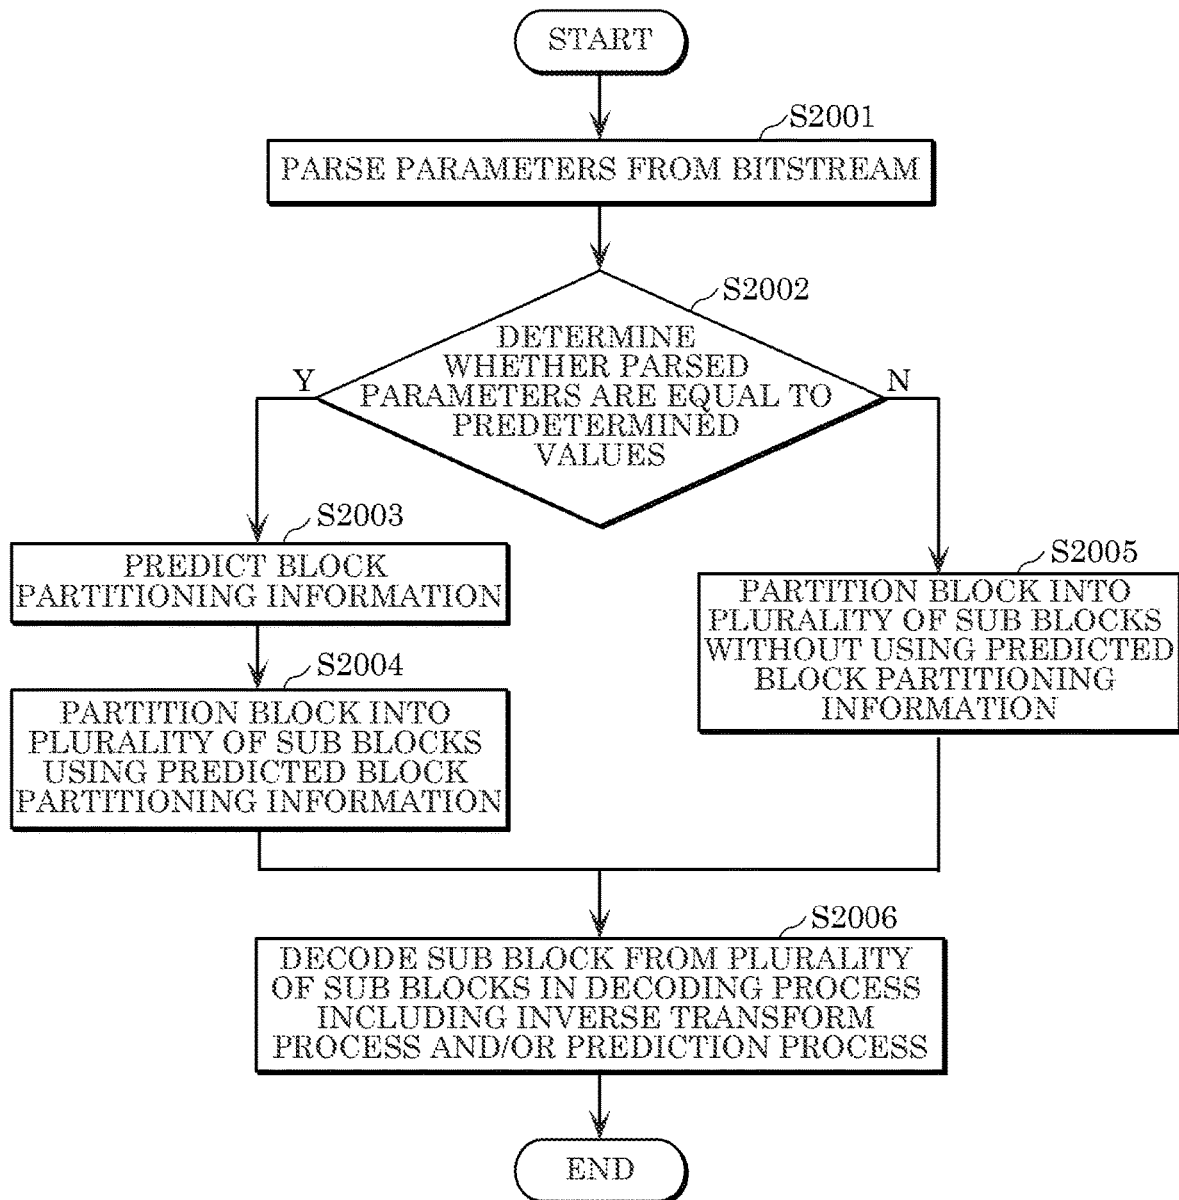 START
S2001
PARSE PARAMETERS FROM BITSTREAM
S2002
DETERMINE
WHETHER PARSED
PARAMETERS ARE EQUAL TO
PREDETERMINED
VALUES
Y
N
S2003
PREDICT BLOCK
PARTITIONING INFORMATION
S2004
PARTITION BLOCK INTO
PLURALITY OF SUB BLOCKS
USING PREDICTED BLOCK
PARTITIONING INFORMATION
S2005
PARTITION BLOCK INTO
PLURALITY OF SUB BLOCKS
WITHOUT USING PREDICTED
BLOCK PARTITIONING
INFORMATION
S2006
DECODE SUB BLOCK FROM PLURALITY
OF SUB BLOCKS IN DECODING PROCESS
INCLUDING INVERSE TRANSFORM
PROCESS AND/OR PREDICTION PROCESS
END